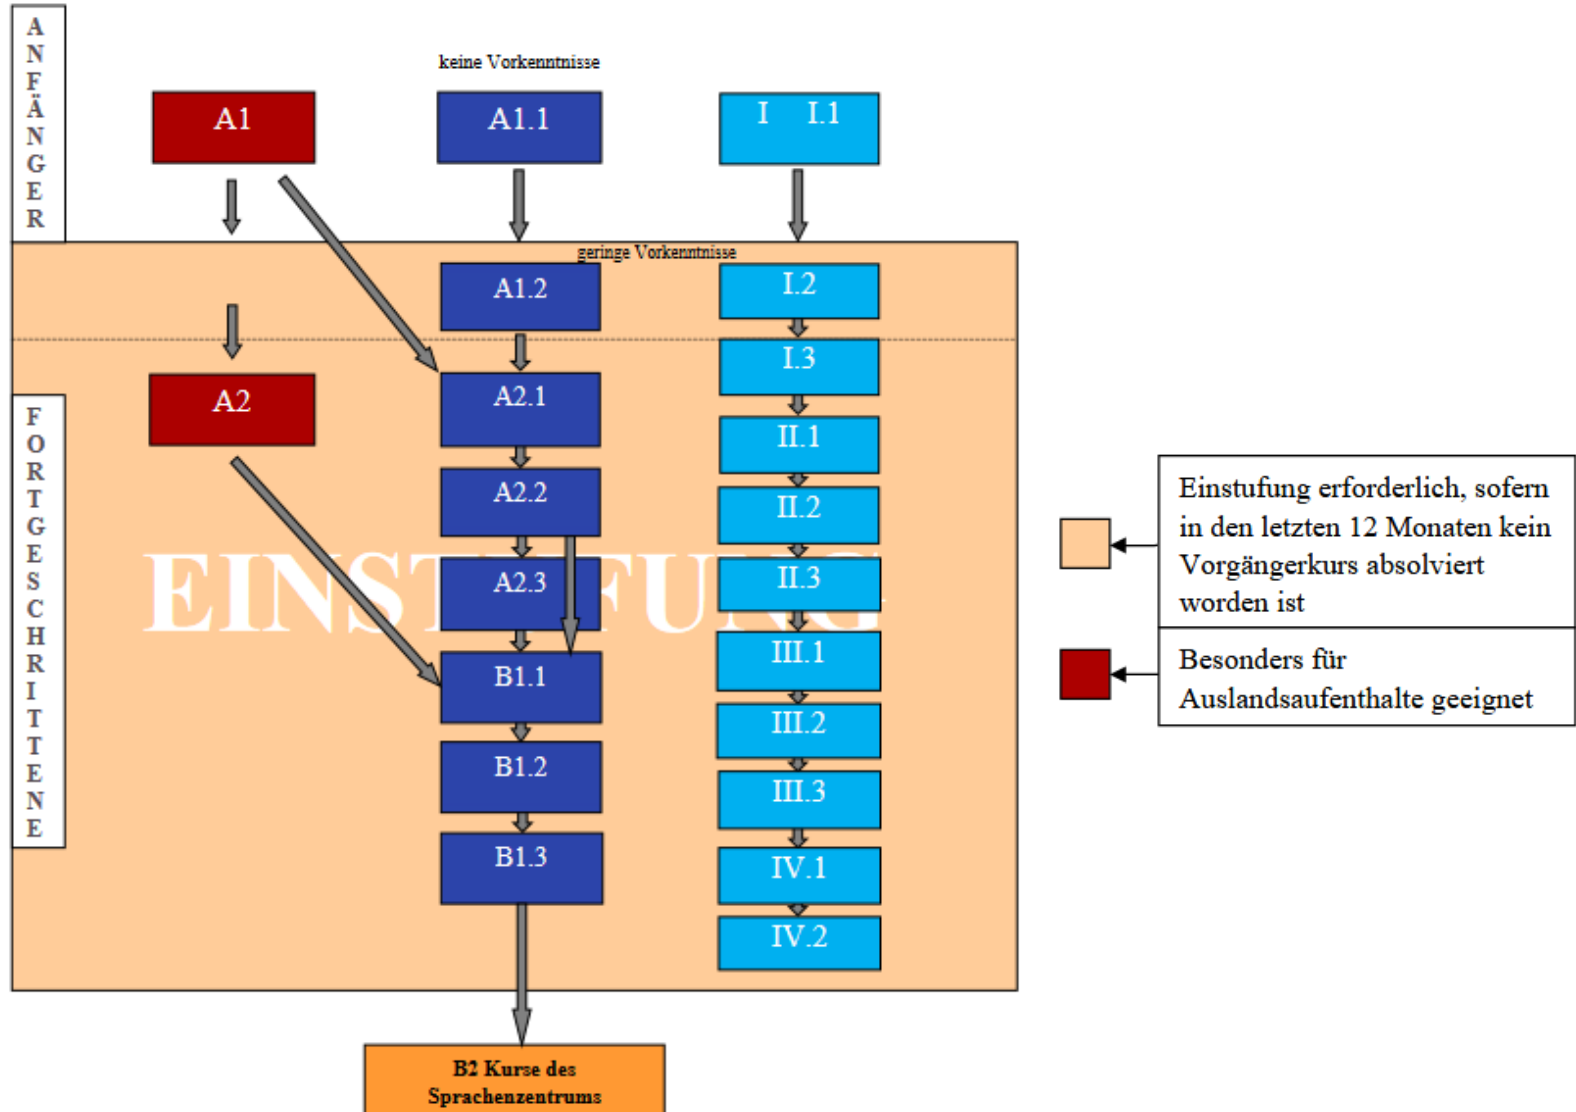 ANFÄNGER
keine Vorkenntnisse
A1
A1.1
I I.1
geringe Vorkenntnisse
A1.2
I.2
I.3
A2
A2.1
II.1
FORTGESCHRITTENE
A2.2
II.2
EINSTUFUNG
A2.3
II.3
B1.1
III.1
B1.2
III.2
III.3
B1.3
IV.1
IV.2
B2 Kurse des
Sprachenzentrums
Einstufung erforderlich, sofern
in den letzten 12 Monaten kein
Vorgängerkurs absolviert
worden ist
Besonders für
Auslandsaufenthalte geeignet